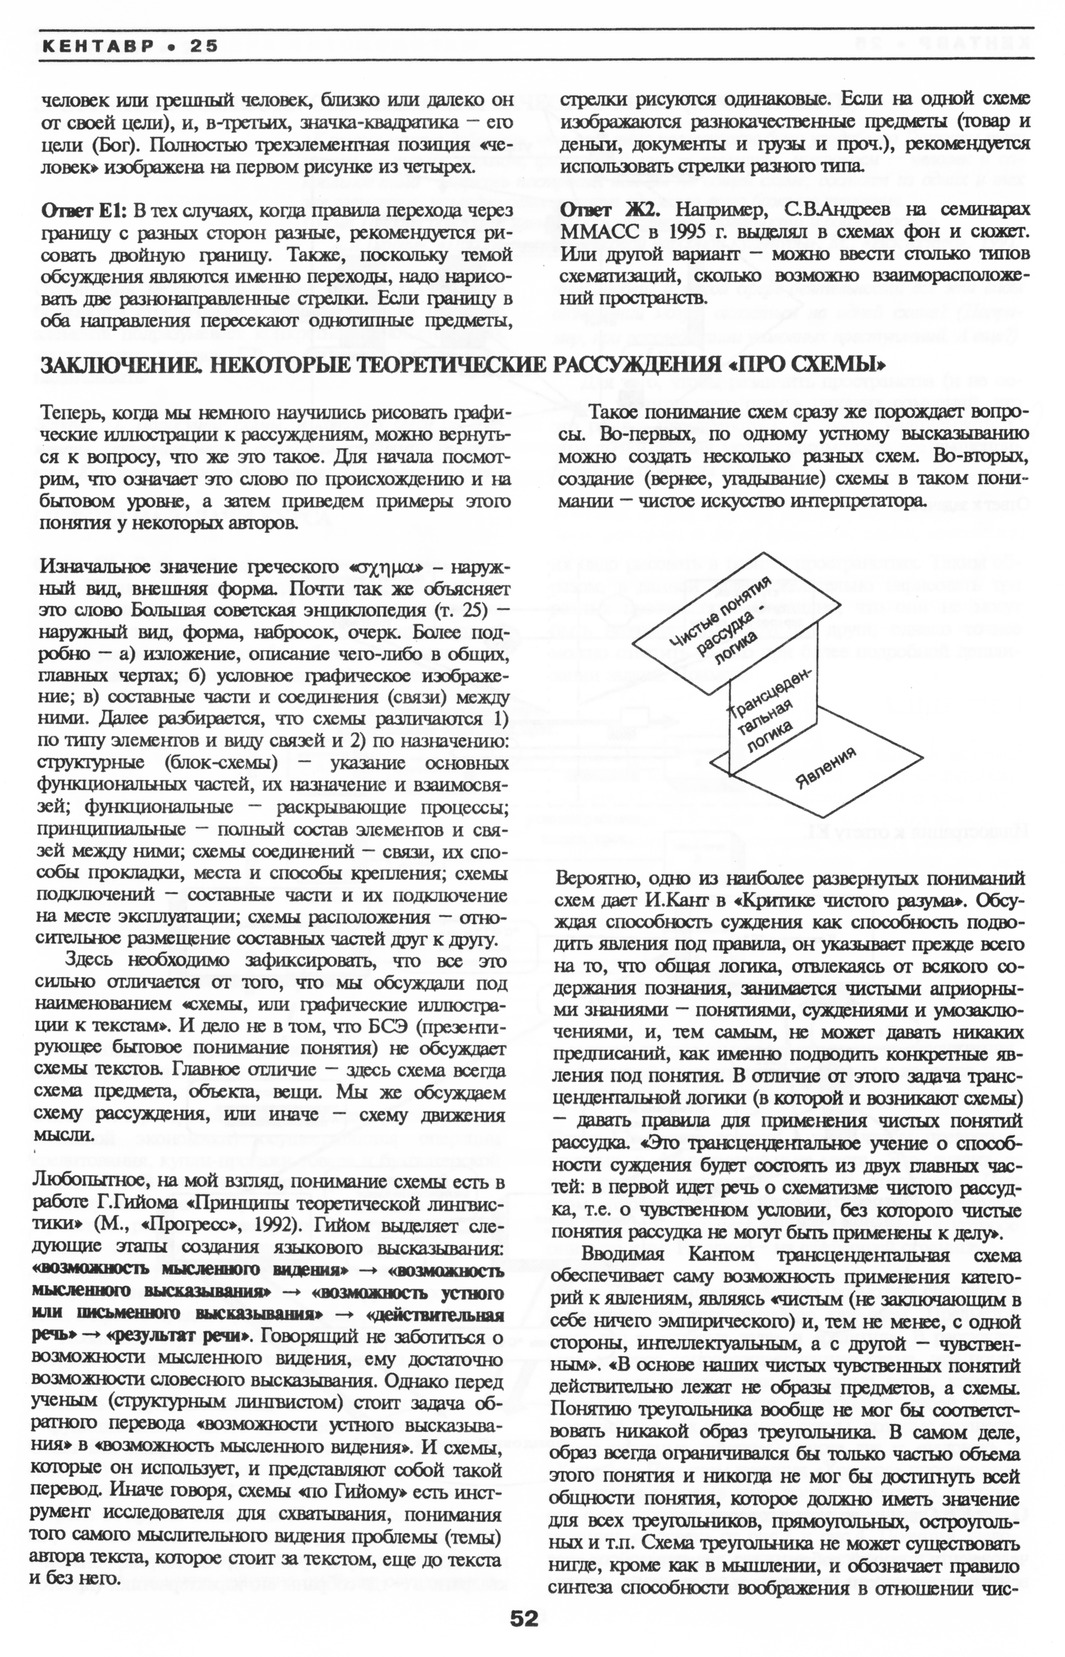 КЕНТАВР • 25
человек или грешный человек, близко или далеко он
от своей цели), и, в-третьих, значка-квадратика — его
цели (Бог). Полностью трехэлементная позиция «че-
ловек» изображена на первом рисунке из четырех.
Ответ Е1: В тех случаях, когда правила перехода через
границу с разных сторон разные, рекомендуется ри-
совать двойную границу. Также, поскольку темой
обсуждения являются именно переходы, надо нарисо-
вать две разнонаправленные стрелки. Если границу в
оба направления пересекают однотипные предметы,
стрелки рисуются одинаковые. Если на одной схеме
изображаются разнокачественные предметы (товар и
деньги, документы и грузы и проч.), рекомендуется
использовать стрелки разного типа.
Ответ Ж2. Например, С.В.Андреев на семинарах
ММАСС в 1995 г. выделял в схемах фон и сюжет.
Или другой вариант — можно ввести столько типов
схематизаций, сколько возможно взаиморасположе-
ний пространств.
ЗАКЛЮЧЕНИЕ. НЕКОТОРЫЕ ТЕОРЕТИЧЕСКИЕ РАССУЖДЕНИЯ «ПРО СХЕМЫ»
Теперь, когда мы немного научились рисовать графи-
ческие иллюстрации к рассуждениям, можно вернуть-
ся к вопросу, что же это такое. Для начала посмот-
рим, что означает это слово по происхождению и на
бытовом уровне, а затем приведем примеры этого
понятия у некоторых авторов.
Изначальное значение греческого «σχημα» – наруж-
ный вид, внешняя форма. Почти так же объясняет
это слово Большая советская энциклопедия (т. 25) —
наружный вид, форма, набросок, очерк. Более под-
робно — а) изложение, описание чего-либо в общих,
главных чертах; б) условное графическое изображе-
ние; в) составные части и соединения (связи) между
ними. Далее разбирается, что схемы различаются 1)
по типу элементов и виду связей и 2) по назначению:
структурные (блок-схемы) — указание основных
функциональных частей, их назначение и взаимосвя-
зей; функциональные — раскрывающие процессы;
принципиальные — полный состав элементов и свя-
зей между ними; схемы соединений — связи, их спо-
собы прокладки, места и способы крепления; схемы
подключений — составные части и их подключение
на месте эксплуатации; схемы расположения — отно-
сительное размещение составных частей друг к другу.
Здесь необходимо зафиксировать, что все это
сильно отличается от того, что мы обсуждали под
наименованием «схемы, или графические иллюстра-
ции к текстам». И дело не в том, что БСЭ (презенти-
рующее бытовое понимание понятия) не обсуждает
схемы текстов. Главное отличие — здесь схема всегда
схема предмета, объекта, вещи. Мы же обсуждаем
схему рассуждения, или иначе — схему движения
мысли.
Любопытное, на мой взгляд, понимание схемы есть в
работе Г.Гийома «Принципы теоретической лингвис-
тики» (М., «Прогресс», 1992). Гийом выделяет сле-
дующие этапы создания языкового высказывания:
«возможность мысленного видения» → «возможность
мысленного высказывания» → «возможность устного
или письменного высказывания» → «действительная
речь» → «результат речи». Говорящий не заботиться о
возможности мысленного видения, ему достаточно
возможности словесного высказывания. Однако перед
ученым (структурным лингвистом) стоит задача об-
ратного перевода «возможности устного высказыва-
ния» в «возможность мысленного видения». И схемы,
которые он использует, и представляют собой такой
перевод. Иначе говоря, схемы «по Гийому» есть инст-
румент исследователя для схватывания, понимания
того самого мыслительного видения проблемы (темы)
автора текста, которое стоит за текстом, еще до текста
и без него.
Такое понимание схем сразу же порождает вопро-
сы. Во-первых, по одному устному высказыванию
можно создать несколько разных схем. Во-вторых,
создание (вернее, угадывание) схемы в таком пони-
мании — чистое искусство интерпретатора.
Чистые понятия
рассудка -
логика
Трансцеден-
тальная
логика
Явления
Вероятно, одно из наиболее развернутых пониманий
схем дает И.Кант в «Критике чистого разума». Обсу-
ждая способность суждения как способность подво-
дить явления под правила, он указывает прежде всего
на то, что общая логика, отвлекаясь от всякого со-
держания познания, занимается чистыми априорны-
ми знаниями — понятиями, суждениями и умозаклю-
чениями, и, тем самым, не может давать никаких
предписаний, как именно подводить конкретные яв-
ления под понятия. В отличие от этого задача транс-
цендентальной логики (в которой и возникают схемы)
— давать правила для применения чистых понятий
рассудка. «Это трансцендентальное учение о способ-
ности суждения будет состоять из двух главных час-
тей: в первой идет речь о схематизме чистого рассуд-
ка, т.е. о чувственном условии, без которого чистые
понятия рассудка не могут быть применены к делу».
Вводимая Кантом трансцендентальная схема
обеспечивает саму возможность применения катего-
рий к явлениям, являясь «чистым (не заключающим в
себе ничего эмпирического) и, тем не менее, с одной
стороны, интеллектуальным, а с другой — чувствен-
ным». «В основе наших чистых чувственных понятий
действительно лежат не образы предметов, а схемы.
Понятию треугольника вообще не мог бы соответст-
вовать никакой образ треугольника. В самом деле,
образ всегда ограничивался бы только частью объема
этого понятия и никогда не мог бы достигнуть всей
общности понятия, которое должно иметь значение
для всех треугольников, прямоугольных, остроуголь-
ных и т.п. Схема треугольника не может существовать
нигде, кроме как в мышлении, и обозначает правило
синтеза способности воображения в отношении чис-
52